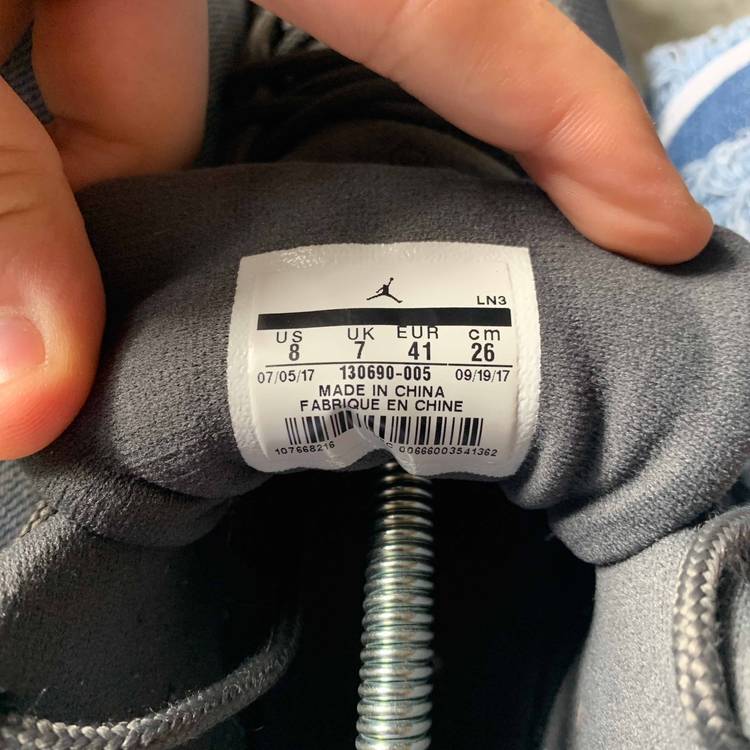 LN3
US UK EUR cm
8 7 41 26
07/05/17 130690-005 09/19/17
MADE IN CHINA
FABRIQUE EN CHINE
107668216 00666003541362